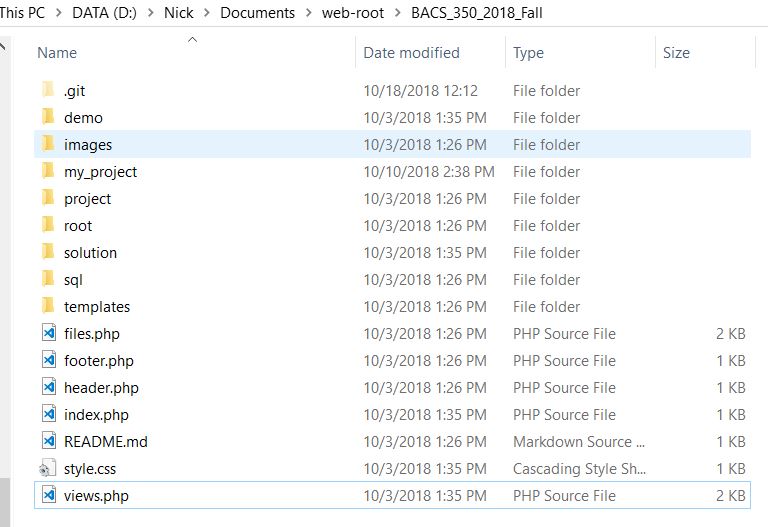 This PC > DATA (D:) > Nick > Documents > web-root > BACS_350_2018_Fall
Name Date modified Type Size
.git 10/18/2018 12:12 File folder
demo 10/3/2018 1:35 PM File folder
images 10/3/2018 1:26 PM File folder
my_project 10/10/2018 2:38 PM File folder
project 10/3/2018 1:26 PM File folder
root 10/3/2018 1:26 PM File folder
solution 10/3/2018 1:35 PM File folder
sql 10/3/2018 1:26 PM File folder
templates 10/3/2018 1:26 PM File folder
files.php 10/3/2018 1:26 PM PHP Source File 2 KB
footer.php 10/3/2018 1:26 PM PHP Source File 1 KB
header.php 10/3/2018 1:26 PM PHP Source File 1 KB
index.php 10/3/2018 1:35 PM PHP Source File 1 KB
README.md 10/3/2018 1:26 PM Markdown Source ... 1 KB
style.css 10/3/2018 1:35 PM Cascading Style Sh... 1 KB
views.php 10/3/2018 1:35 PM PHP Source File 2 KB